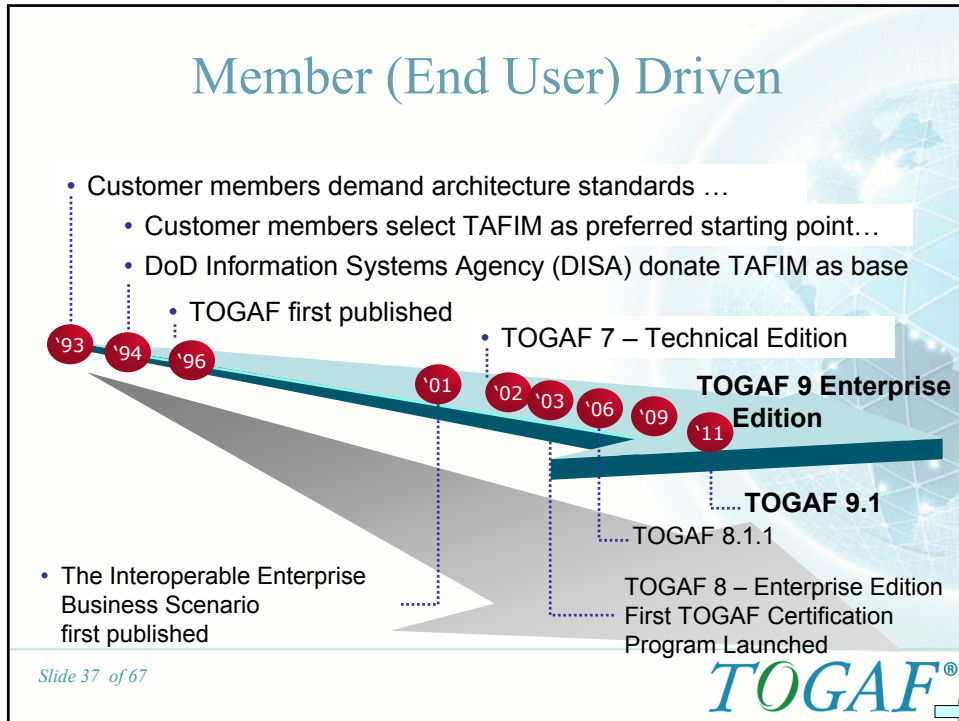 Member (End User) Driven
• Customer members demand architecture standards …
• Customer members select TAFIM as preferred starting point…
• DoD Information Systems Agency (DISA) donate TAFIM as base
• TOGAF first published
• TOGAF 7 – Technical Edition
‘93
‘94
‘96
‘01
‘02
‘03
‘06
‘09
‘11
TOGAF 9 Enterprise
Edition
TOGAF 9.1
TOGAF 8.1.1
• The Interoperable Enterprise
Business Scenario
first published
TOGAF 8 – Enterprise Edition
First TOGAF Certification
Program Launched
Slide 37 of 67
TOGAF®